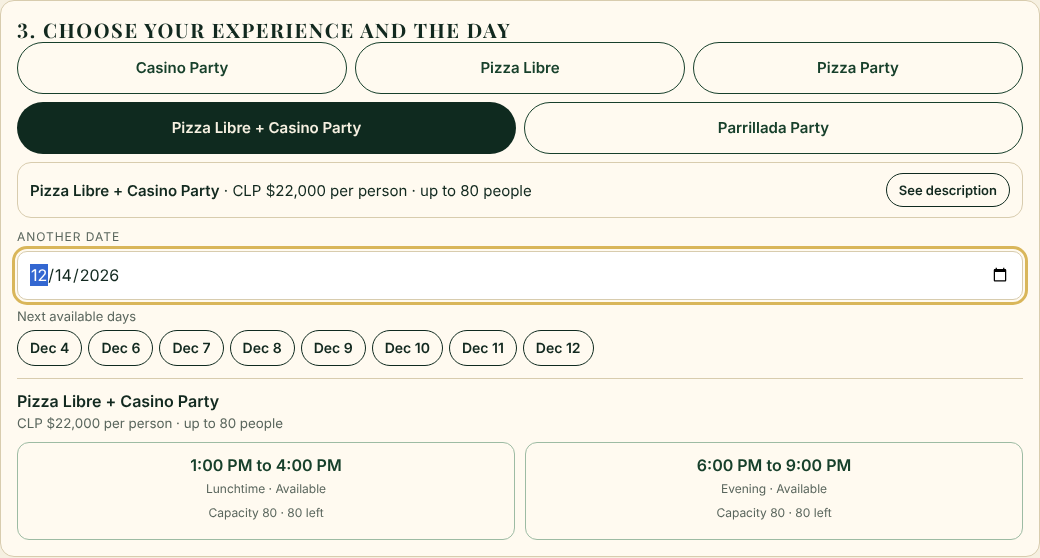 3. CHOOSE YOUR EXPERIENCE AND THE DAY
Casino Party
Pizza Libre
Pizza Party
Pizza Libre + Casino Party
Parrillada Party
Pizza Libre + Casino Party · CLP $22,000 per person · up to 80 people
See description
ANOTHER DATE
12/14/2026
Next available days
Dec 4
Dec 6
Dec 7
Dec 8
Dec 9
Dec 10
Dec 11
Dec 12
Pizza Libre + Casino Party
CLP $22,000 per person · up to 80 people
1:00 PM to 4:00 PM
Lunchtime · Available
Capacity 80 · 80 left
6:00 PM to 9:00 PM
Evening · Available
Capacity 80 · 80 left